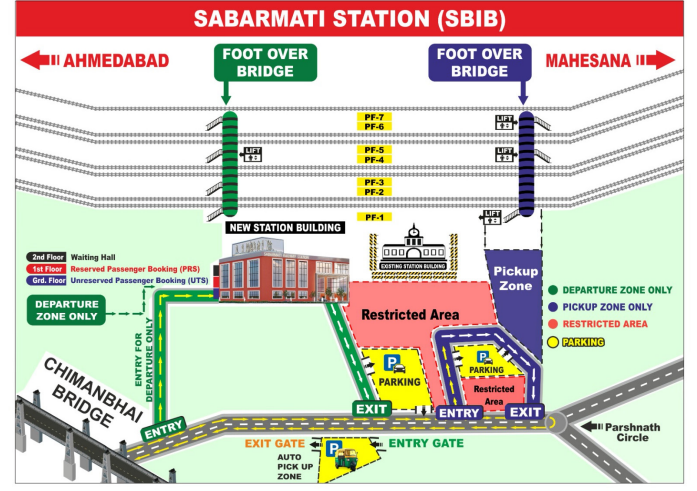 SABARMATI STATION (SBIB)
AHMEDABAD
FOOT OVER
BRIDGE
FOOT OVER
BRIDGE
MAHESANA
PF-7
PF-6
LIFT
LIFT
PF-5
PF-4
LIFT
PF-3
PF-2
PF-1
LIFT
NEW STATION BUILDING
EXISTING STATION BUILDING
2nd Floor Waiting Hall
1st Floor Reserved Passenger Booking (PRS)
Grd. Floor Unreserved Passenger Booking (UTS)
DEPARTURE
ZONE ONLY
Pickup
Zone
DEPARTURE ZONE ONLY
PICKUP ZONE ONLY
RESTRICTED AREA
PARKING
Restricted Area
ENTRY FOR
DEPARTURE ONLY
P
PARKING
P
PARKING
Restricted
Area
CHIMANBHAI
BRIDGE
ENTRY
EXIT
ENTRY
EXIT
Parshnath
Circle
EXIT GATE
ENTRY GATE
AUTO
PICK UP
ZONE
P